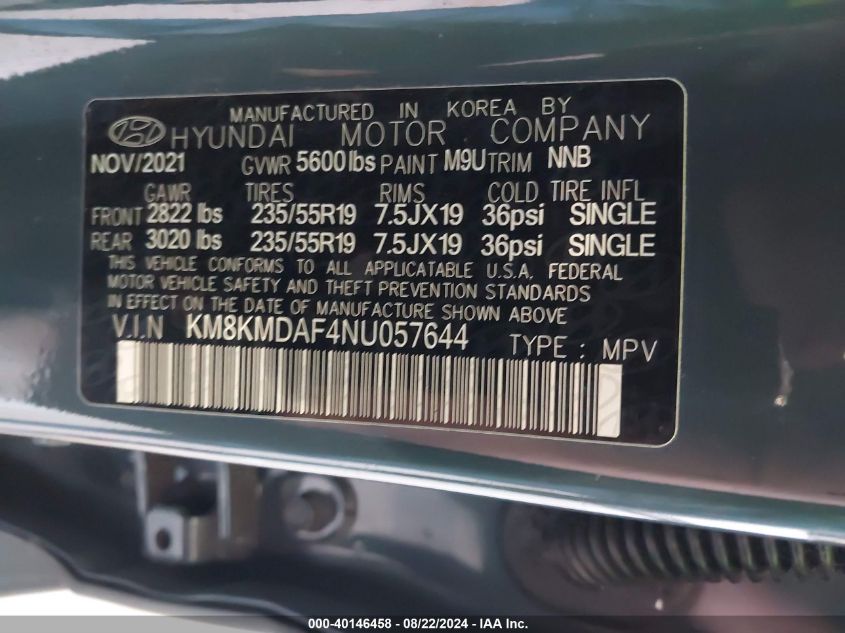 MANUFACTURED IN KOREA BY
HYUNDAI MOTOR COMPANY
NOV/2021 GVWR 5600 lbs PAINT M9U TRIM NNB
GAWR TIRES RIMS COLD TIRE INFL
FRONT 2822 lbs 235/55R19 7.5JX19 36psi SINGLE
REAR 3020 lbs 235/55R19 7.5JX19 36psi SINGLE
THIS VEHICLE CONFORMS TO ALL APPLICATABLE U.S.A. FEDERAL
MOTOR VEHICLE SAFETY AND THEFT PREVENTION STANDARDS
IN EFFECT ON THE DATE OF MANUFACTURE SHOWN ABOVE
V.I.N KM8KMDAF4NU057644 TYPE : MPV
000-40146458 - 08/22/2024 - IAA Inc.